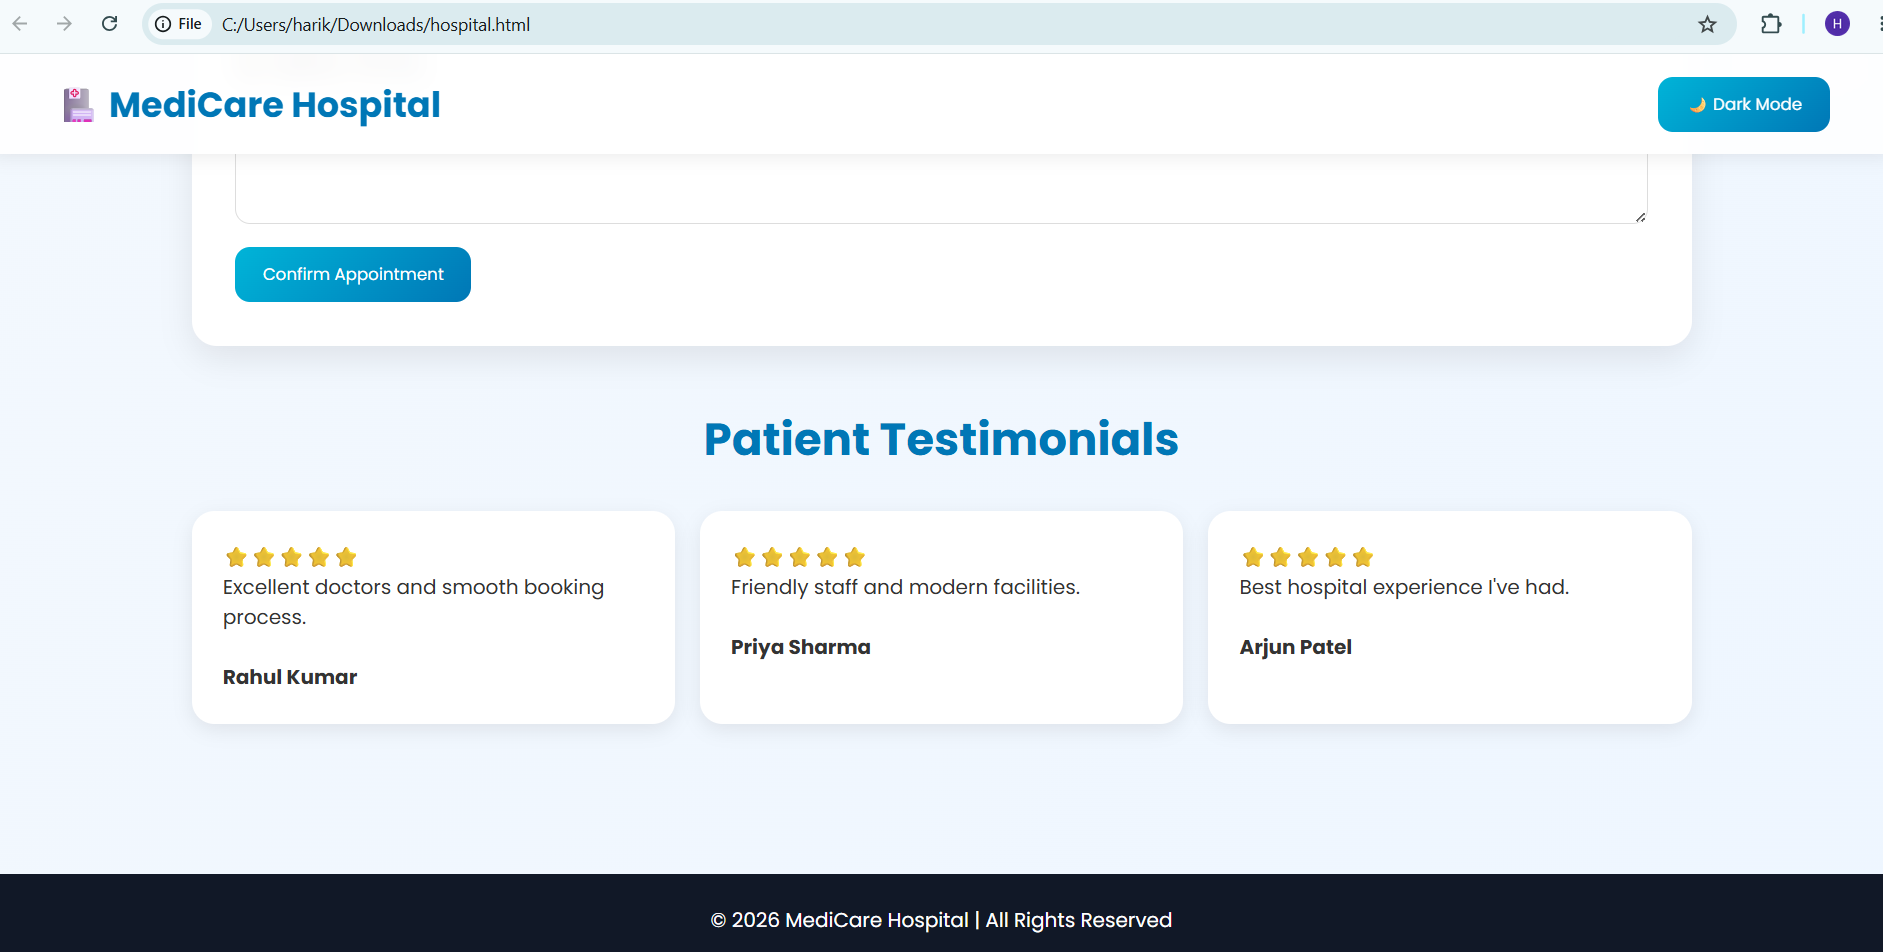 File C:/Users/harik/Downloads/hospital.html
H
MediCare Hospital
Dark Mode
Confirm Appointment
Patient Testimonials
Excellent doctors and smooth booking
process.
Rahul Kumar
Friendly staff and modern facilities.
Priya Sharma
Best hospital experience I've had.
Arjun Patel
© 2026 MediCare Hospital | All Rights Reserved